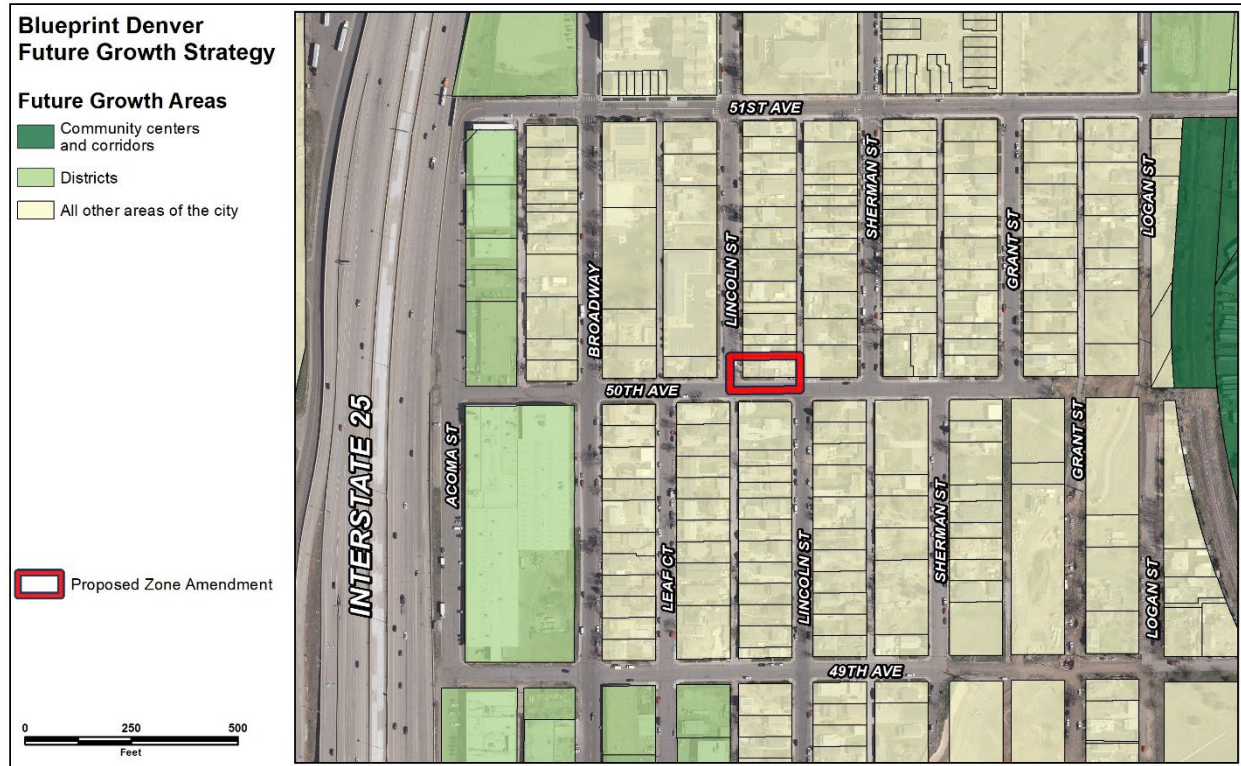 Blueprint Denver
Future Growth Strategy
Future Growth Areas
Community centers
and corridors
Districts
All other areas of the city
Proposed Zone Amendment
0 250 500
Feet
51ST AVE
SHERMAN ST
LOGAN ST
GRANT ST
LINCOLN ST
BROADWAY
50TH AVE
INTERSTATE 25
ACOMA ST
GRANT ST
SHERMAN ST
LEAF CT
LINCOLN ST
LOGAN ST
49TH AVE